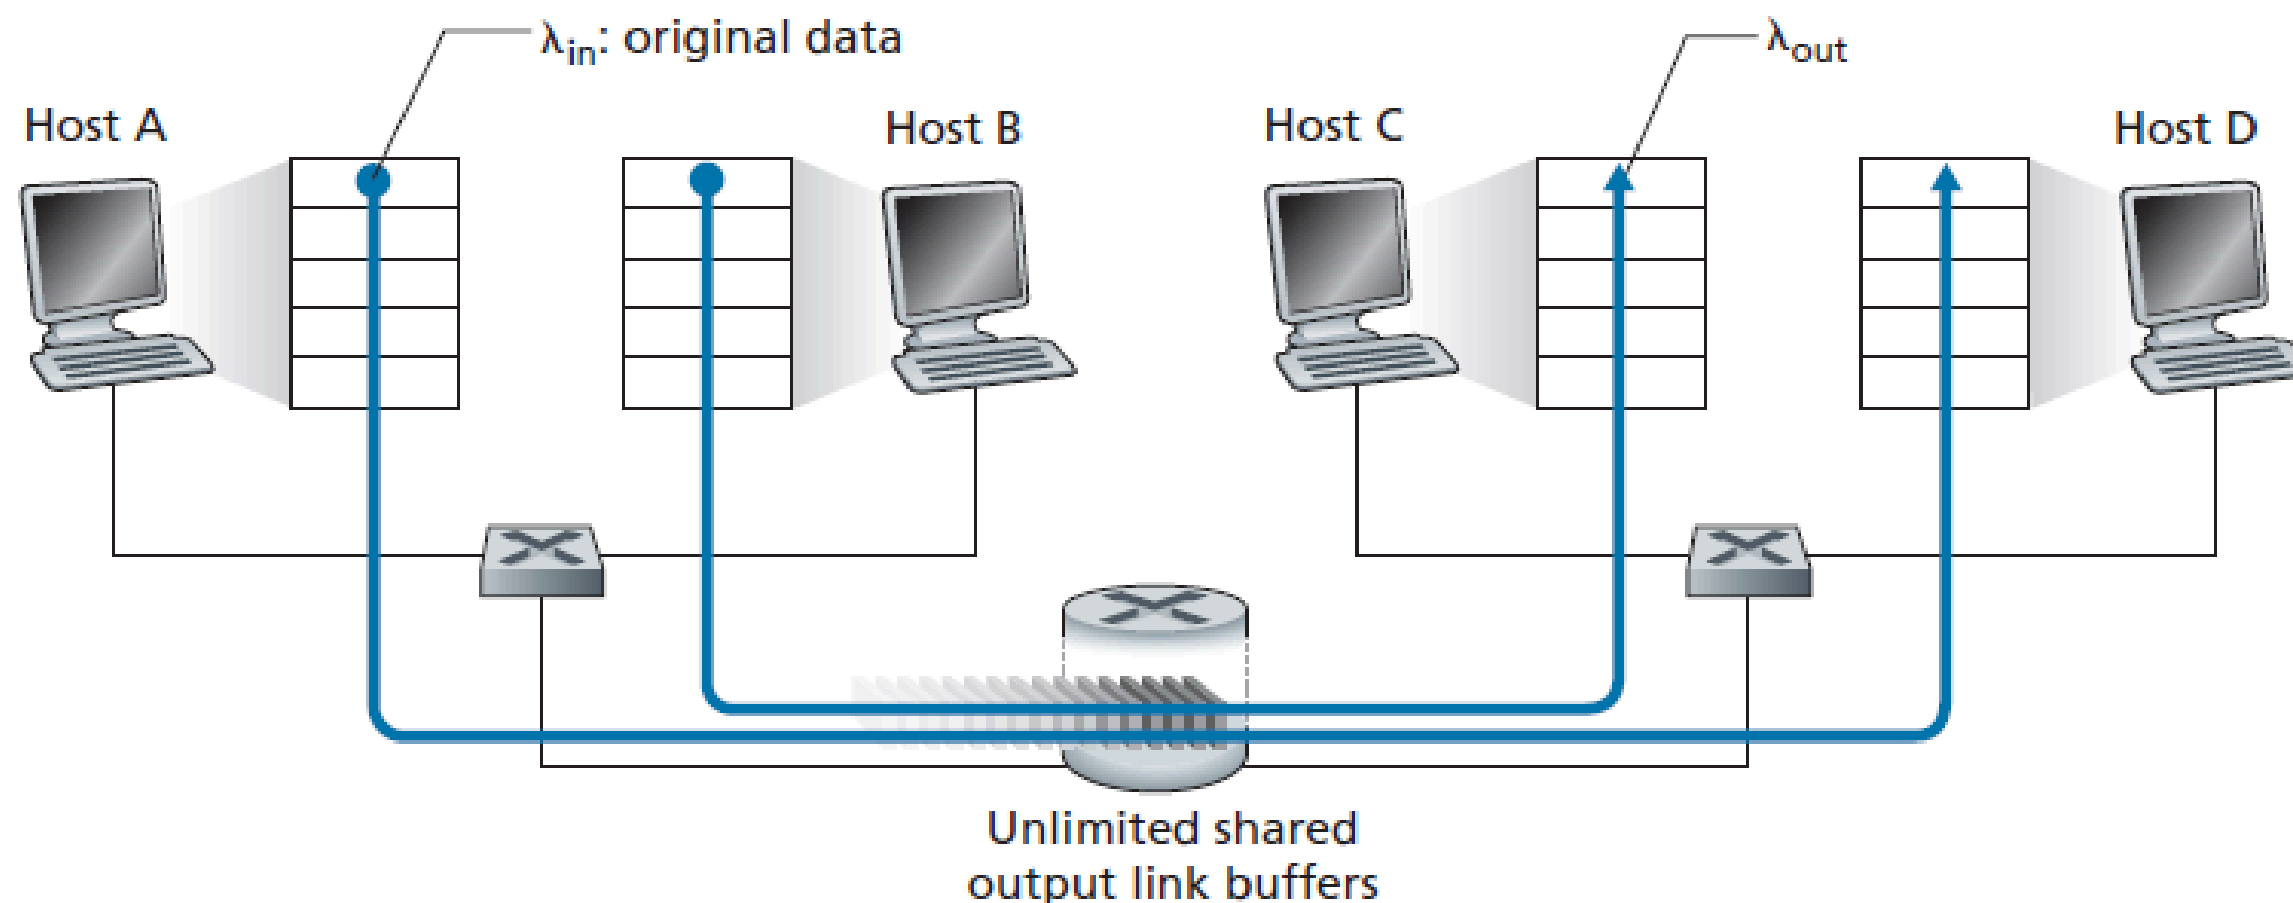 λin: original data
λout
Host A
Host B
Host C
Host D
Unlimited shared
output link buffers